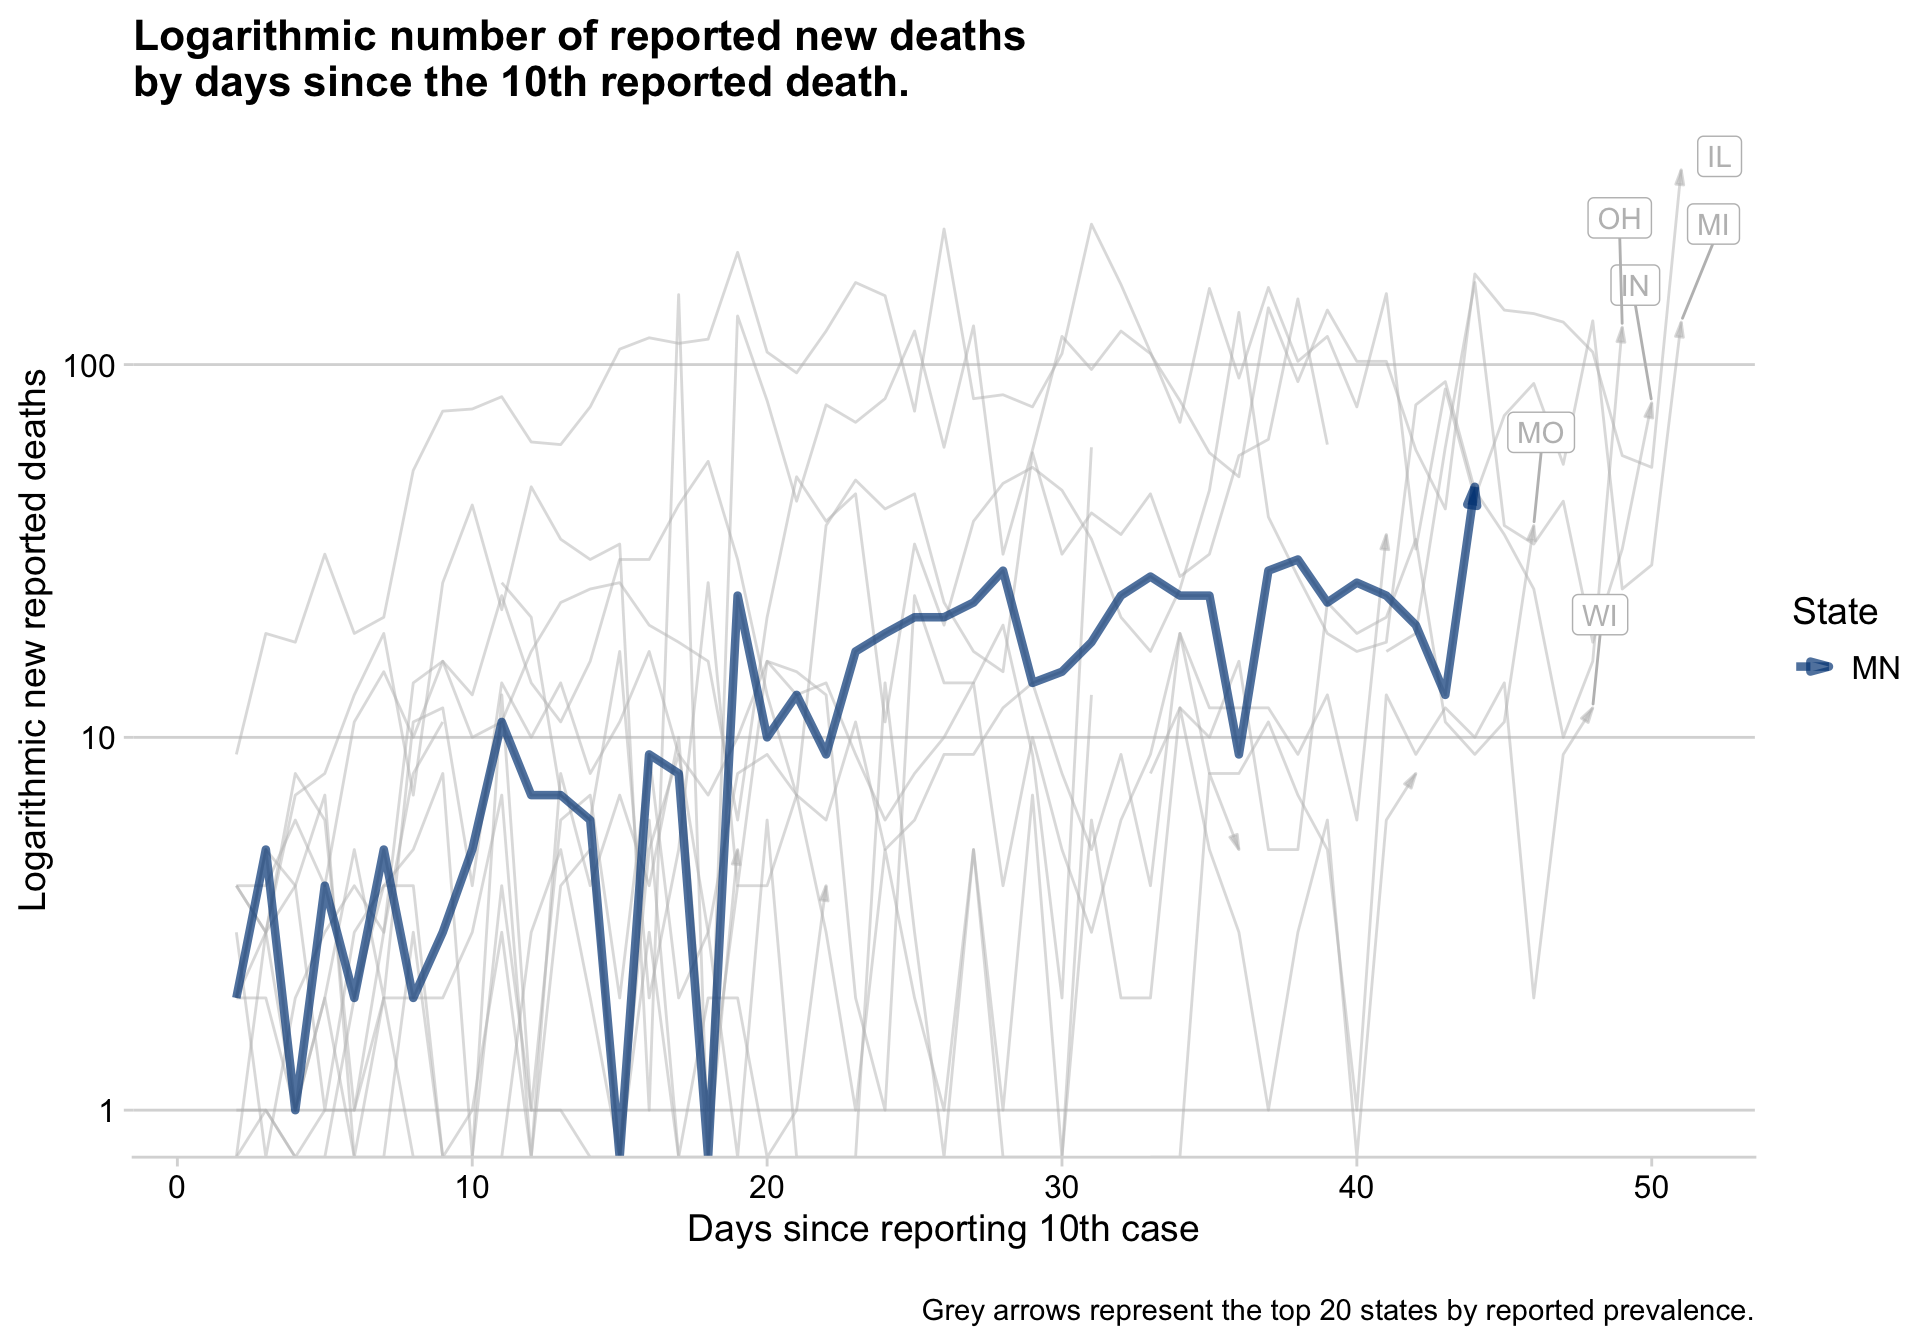 Logarithmic number of reported new deaths
by days since the 10th reported death.
IL
OH
MI
IN
100
MO
WI
State
MN
10
1
Logarithmic new reported deaths
0 10 20 30 40 50
Days since reporting 10th case
Grey arrows represent the top 20 states by reported prevalence.